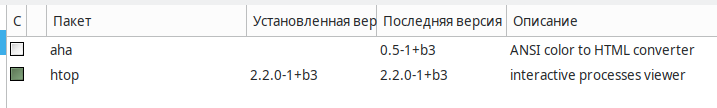 С Пакет Установленная вер Последняя версия Описание
aha 0.5-1+b3 ANSI color to HTML converter
htop 2.2.0-1+b3 2.2.0-1+b3 interactive processes viewer